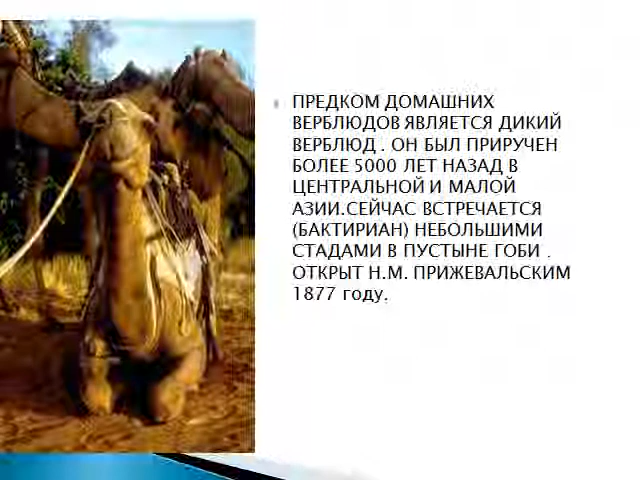 ПРЕДКОМ ДОМАШНИХ
ВЕРБЛЮДОВ ЯВЛЯЕТСЯ ДИКИЙ
ВЕРБЛЮД . ОН БЫЛ ПРИРУЧЕН
БОЛЕЕ 5000 ЛЕТ НАЗАД В
ЦЕНТРАЛЬНОЙ И МАЛОЙ
АЗИИ.СЕЙЧАС ВСТРЕЧАЕТСЯ
(БАКТИРИАН) НЕБОЛЬШИМИ
СТАДАМИ В ПУСТЫНЕ ГОБИ .
ОТКРЫТ Н.М. ПРИЖЕВАЛЬСКИМ
1877 году.